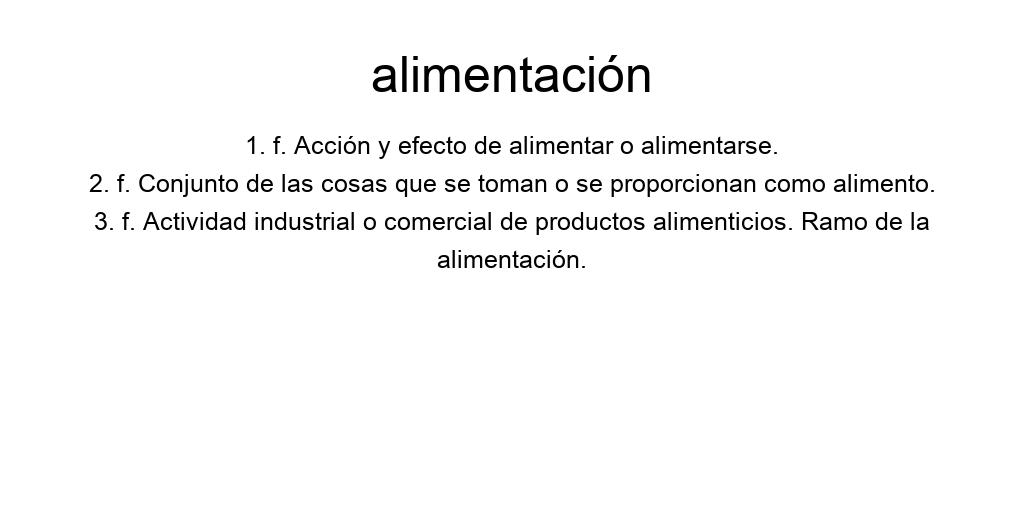 alimentación
1. f. Acción y efecto de alimentar o alimentarse.
2. f. Conjunto de las cosas que se toman o se proporcionan como alimento.
3. f. Actividad industrial o comercial de productos alimenticios. Ramo de la
alimentación.